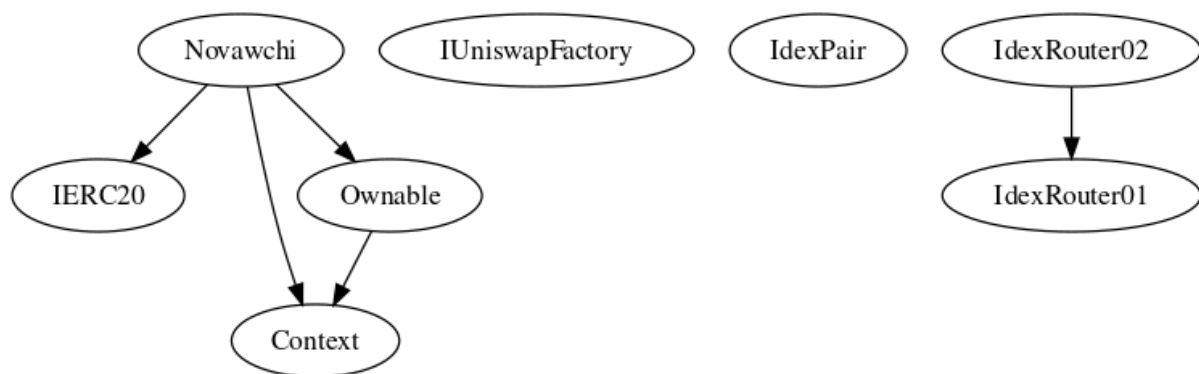 Novawchi
IUniswapFactory
IdexPair
IdexRouter02
IERC20
Ownable
IdexRouter01
Context